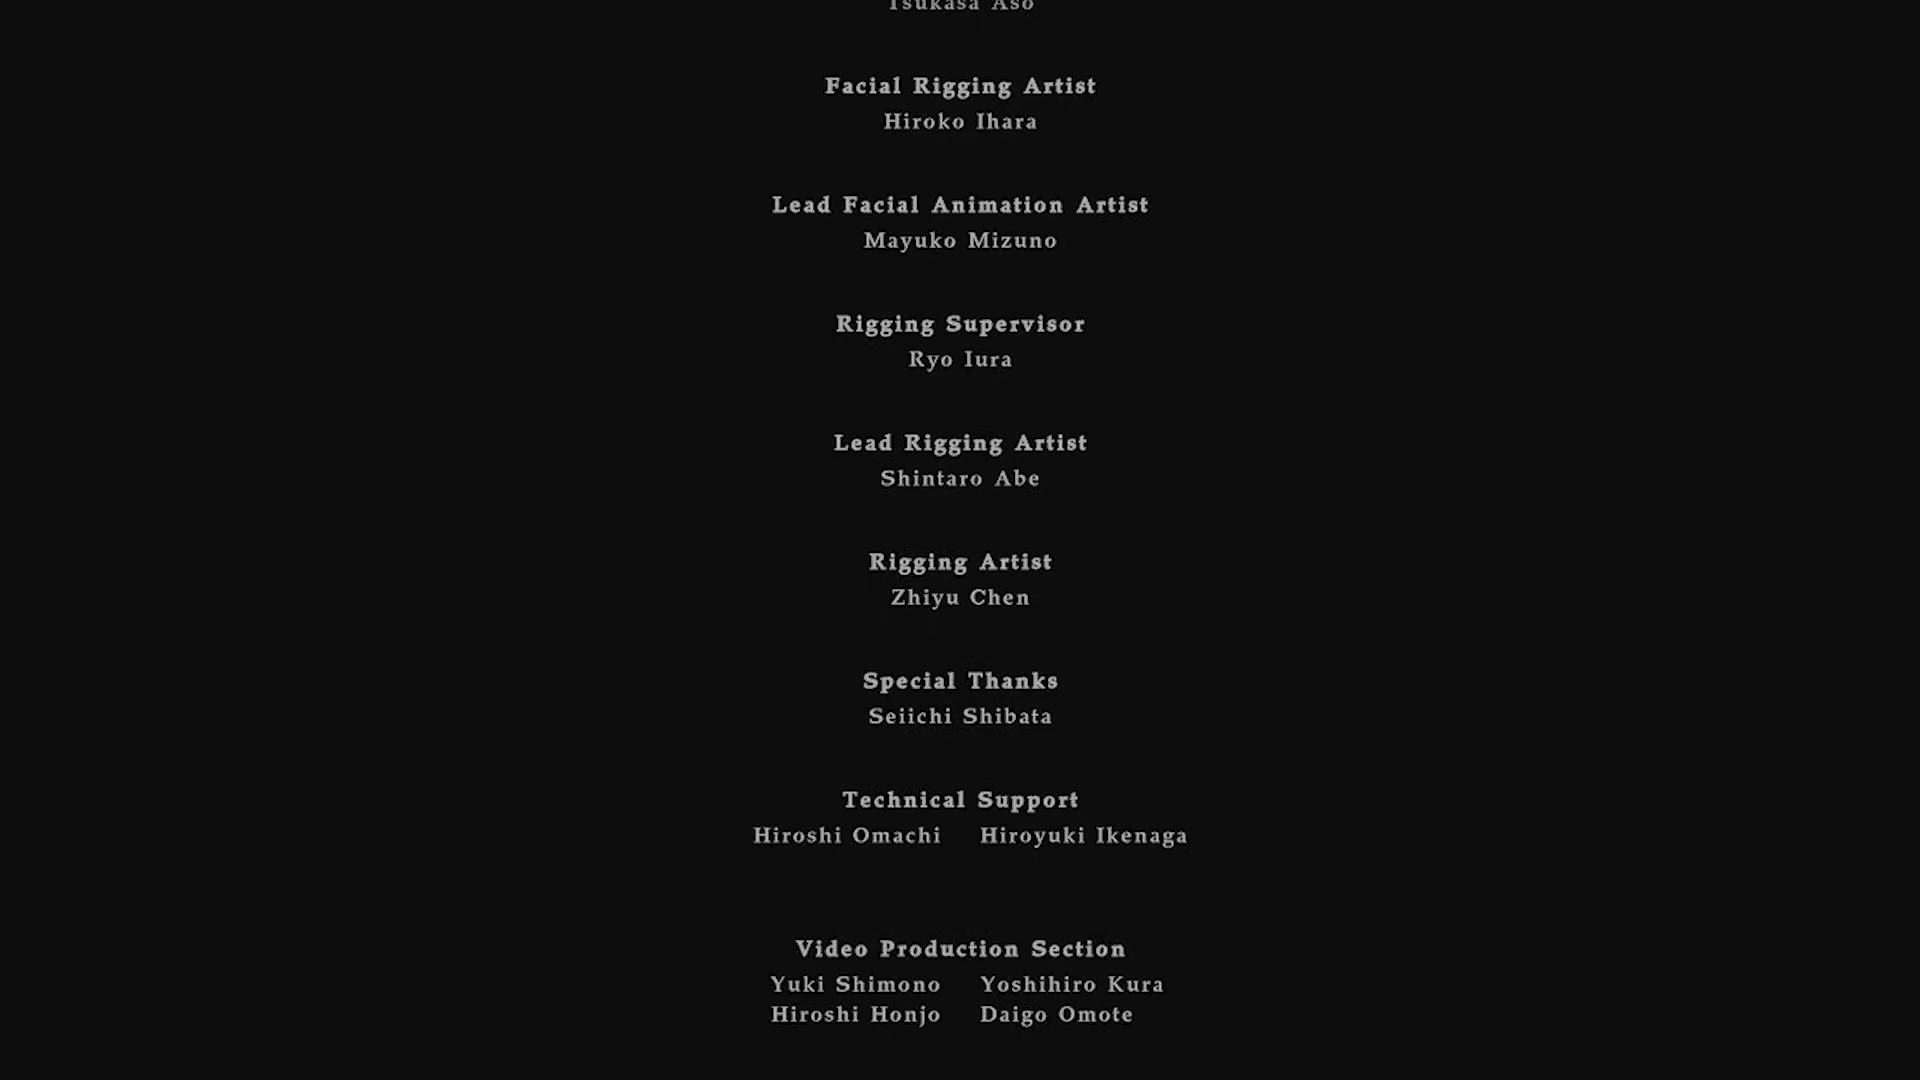 Tsukasa Aso
Facial Rigging Artist
Hiroko Ihara
Lead Facial Animation Artist
Mayuko Mizuno
Rigging Supervisor
Ryo Iura
Lead Rigging Artist
Shintaro Abe
Rigging Artist
Zhiyu Chen
Special Thanks
Seiichi Shibata
Technical Support
Hiroshi Omachi Hiroyuki Ikenaga
Video Production Section
Yuki Shimono Yoshihiro Kura
Hiroshi Honjo Daigo Omote